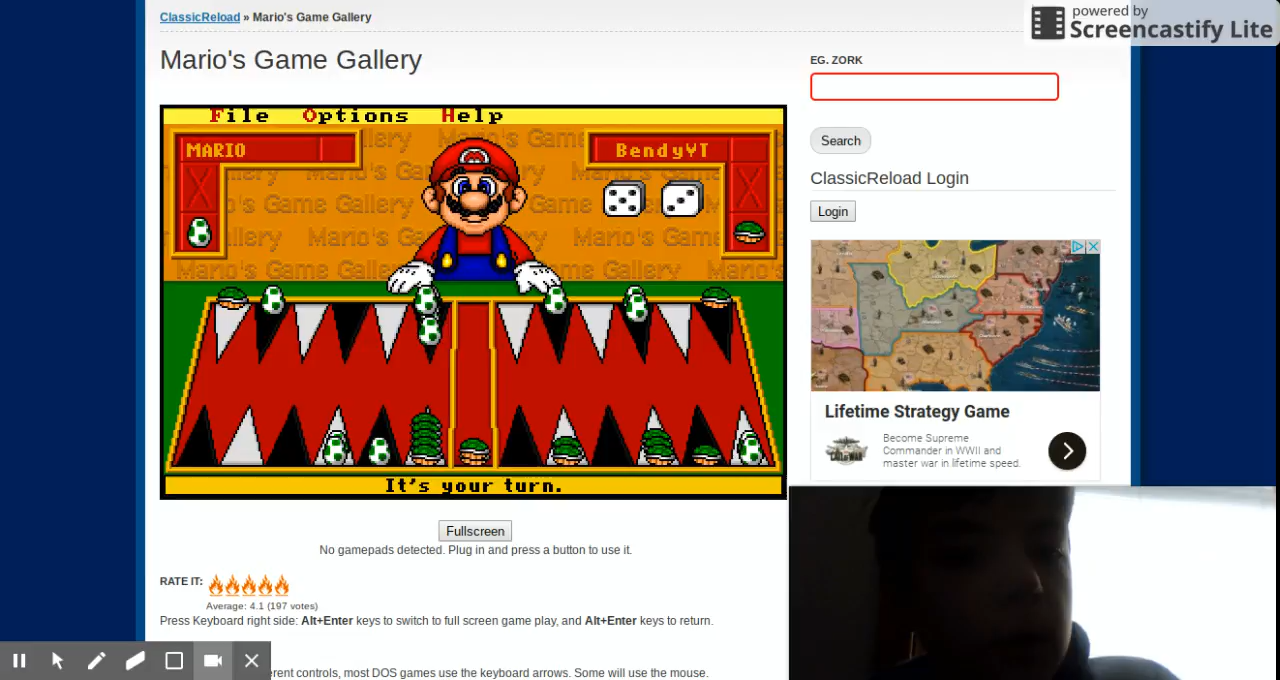 ClassicReload » Mario's Game Gallery
powered by
Screencastify Lite
Mario's Game Gallery
EG. ZORK
File Options Help
Search
MARIO
BendyYT
ClassicReload Login
Login
Mario's Game Gallery
Lifetime Strategy Game
Become Supreme
Commander in WWII and
master war in lifetime speed.
It's your turn.
Fullscreen
No gamepads detected. Plug in and press a button to use it.
RATE IT:
Average: 4.1 (197 votes)
Press Keyboard right side: Alt+Enter keys to switch to full screen game play, and Alt+Enter keys to return.
erent controls, most DOS games use the keyboard arrows. Some will use the mouse.